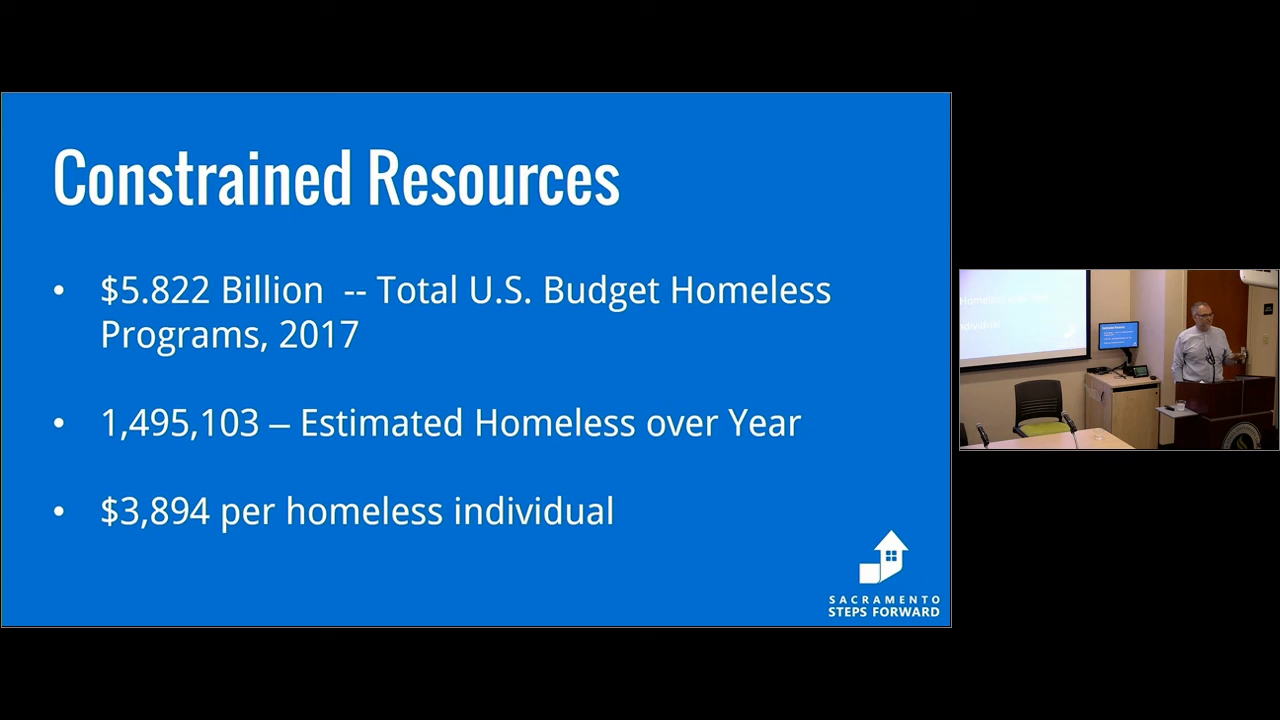 Constrained Resources
• $5.822 Billion -- Total U.S. Budget Homeless
Programs, 2017
• 1,495,103 – Estimated Homeless over Year
• $3,894 per homeless individual
SACRAMENTO
STEPS FORWARD
individual